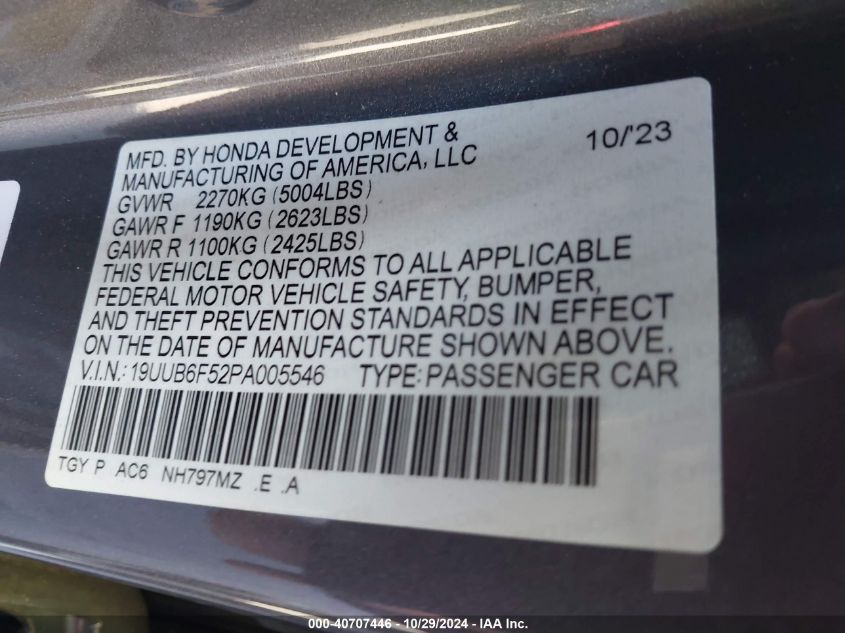 MFD. BY HONDA DEVELOPMENT & 10/'23
MANUFACTURING OF AMERICA, LLC
GVWR 2270KG (5004LBS)
GAWR F 1190KG (2623LBS)
GAWR R 1100KG (2425LBS)
THIS VEHICLE CONFORMS TO ALL APPLICABLE
FEDERAL MOTOR VEHICLE SAFETY, BUMPER,
AND THEFT PREVENTION STANDARDS IN EFFECT
ON THE DATE OF MANUFACTURE SHOWN ABOVE.
V.I.N.: 19UUB6F52PA005546 TYPE: PASSENGER CAR
TGY P AC6 NH797MZ .E .A
000-40707446 - 10/29/2024 - IAA Inc.